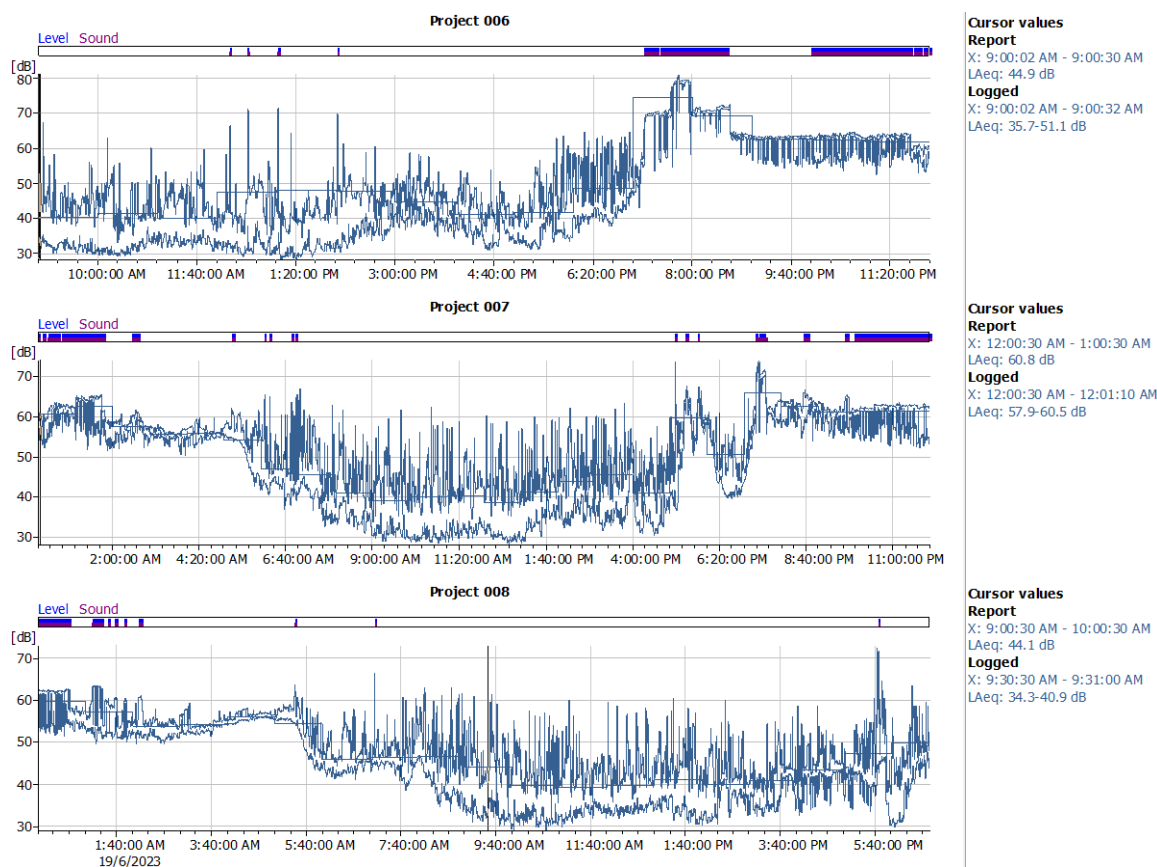 Project 006
Level Sound
[dB]
80
70
60
50
40
30
10:00:00 AM 11:40:00 AM 1:20:00 PM 3:00:00 PM 4:40:00 PM 6:20:00 PM 8:00:00 PM 9:40:00 PM 11:20:00 PM
Cursor values
Report
X: 9:00:02 AM - 9:00:30 AM
LAeq: 44.9 dB
Logged
X: 9:00:02 AM - 9:00:32 AM
LAeq: 35.7-51.1 dB
Project 007
Level Sound
[dB]
70
60
50
40
30
2:00:00 AM 4:20:00 AM 6:40:00 AM 9:00:00 AM 11:20:00 AM 1:40:00 PM 4:00:00 PM 6:20:00 PM 8:40:00 PM 11:00:00 PM
Cursor values
Report
X: 12:00:30 AM - 1:00:30 AM
LAeq: 60.8 dB
Logged
X: 12:00:30 AM - 12:01:10 AM
LAeq: 57.9-60.5 dB
Project 008
Level Sound
[dB]
70
60
50
40
30
1:40:00 AM 3:40:00 AM 5:40:00 AM 7:40:00 AM 9:40:00 AM 11:40:00 AM 1:40:00 PM 3:40:00 PM 5:40:00 PM
19/6/2023
Cursor values
Report
X: 9:00:30 AM - 10:00:30 AM
LAeq: 44.1 dB
Logged
X: 9:30:30 AM - 9:31:00 AM
LAeq: 34.3-40.9 dB